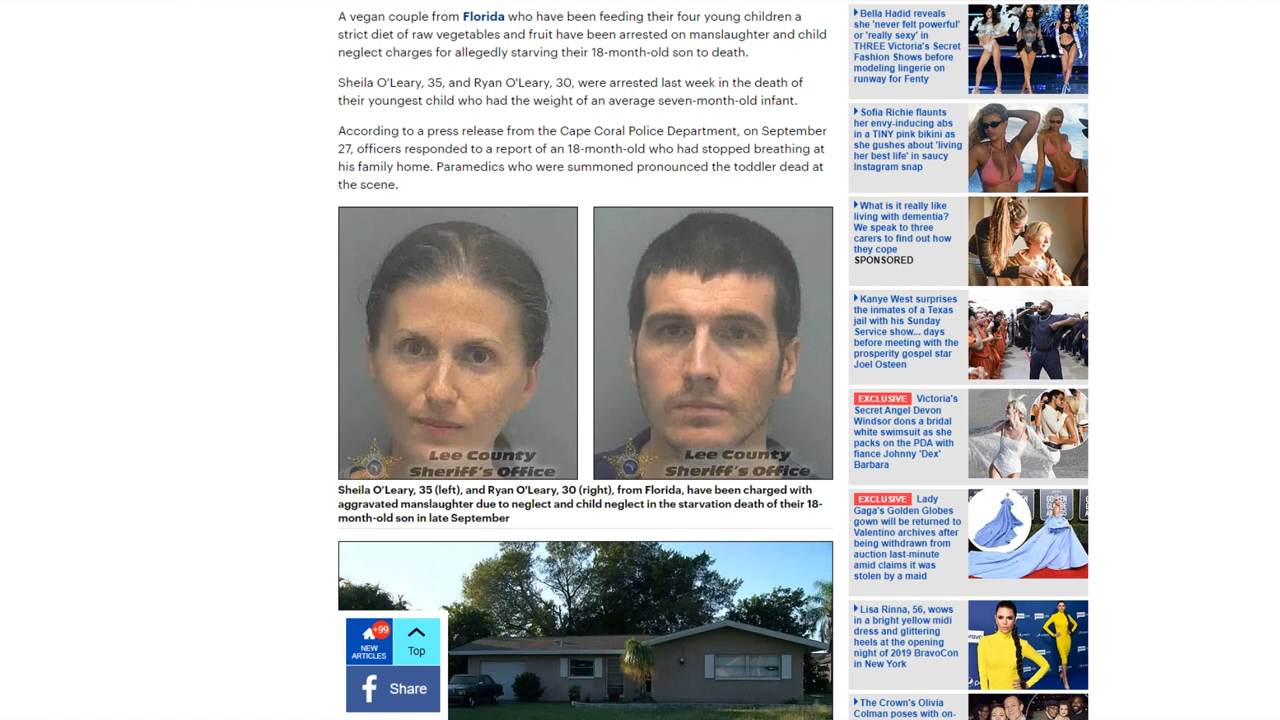 A vegan couple from Florida who have been feeding their four young children a
strict diet of raw vegetables and fruit have been arrested on manslaughter and child
neglect charges for allegedly starving their 18-month-old son to death.
Sheila O'Leary, 35, and Ryan O'Leary, 30, were arrested last week in the death of
their youngest child who had the weight of an average seven-month-old infant.
According to a press release from the Cape Coral Police Department, on September
27, officers responded to a report of an 18-month-old who had stopped breathing at
his family home. Paramedics who were summoned pronounced the toddler dead at
the scene.
Lee County
Sheriff's Office
Lee County
Sheriff's Office
Sheila O'Leary, 35 (left), and Ryan O'Leary, 30 (right), from Florida, have been charged with
aggravated manslaughter due to neglect and child neglect in the starvation death of their 18-
month-old son in late September
+99
NEW
ARTICLES
Top
Share
Bella Hadid reveals
she 'never felt powerful'
or 'really sexy' in
THREE Victoria's Secret
Fashion Shows before
modeling lingerie on
runway for Fenty
Sofia Richie flaunts
her envy-inducing abs
in a TINY pink bikini as
she gushes about 'living
her best life' in saucy
Instagram snap
What is it really like
living with dementia?
We speak to three
carers to find out how
they cope
SPONSORED
Kanye West surprises
the inmates of a Texas
jail with his Sunday
Service show... days
before meeting with the
prosperity gospel star
Joel Osteen
EXCLUSIVE Victoria's
Secret Angel Devon
Windsor dons a bridal
white swimsuit as she
packs on the PDA with
fiance Johnny 'Dex'
Barbara
EXCLUSIVE Lady
Gaga's Golden Globes
gown will be returned to
Valentino archives after
being withdrawn from
auction last-minute
amid claims it was
stolen by a maid
Lisa Rinna, 56, wows
in a bright yellow midi
dress and glittering
heels at the opening
night of 2019 BravoCon
in New York
The Crown's Olivia
Colman poses with on-